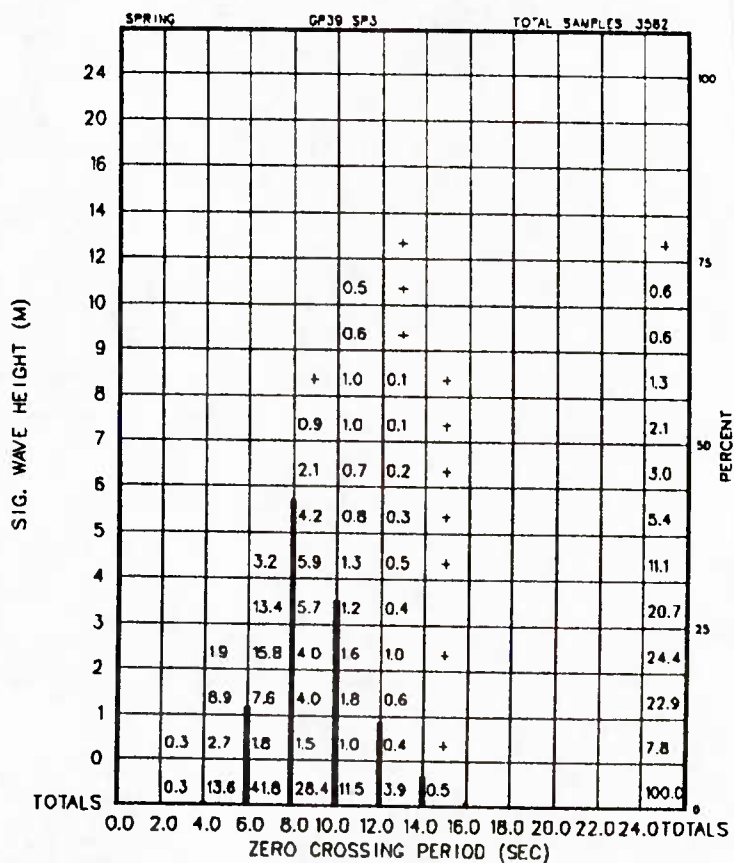 SPRING GP39 SP3 TOTAL SAMPLES 3582
24 100
20
16
14
+ +
12 75
0.5 + 0.6
10
0.6 + 0.6
9
+ 1.0 0.1 + 1.3
8
0.9 1.0 0.1 + 2.1
7 50
2.1 0.7 0.2 + 3.0
6
4.2 0.8 0.3 + 5.4
5
3.2 5.9 1.3 0.5 + 11.1
4
13.4 5.7 1.2 0.4 20.7
3 25
1.9 15.8 4.0 1.6 1.0 + 24.4
2
8.9 7.6 4.0 1.8 0.6 22.9
1
0.3 2.7 1.8 1.5 1.0 0.4 + 7.8
0
TOTALS 0.3 13.6 41.8 28.4 11.5 3.9 0.5 100.0 0
0.0 2.0 4.0 6.0 8.0 10.0 12.0 14.0 16.0 18.0 20.0 22.0 24.0 TOTALS
ZERO CROSSING PERIOD (SEC)
SIG. WAVE HEIGHT (M)
PERCENT